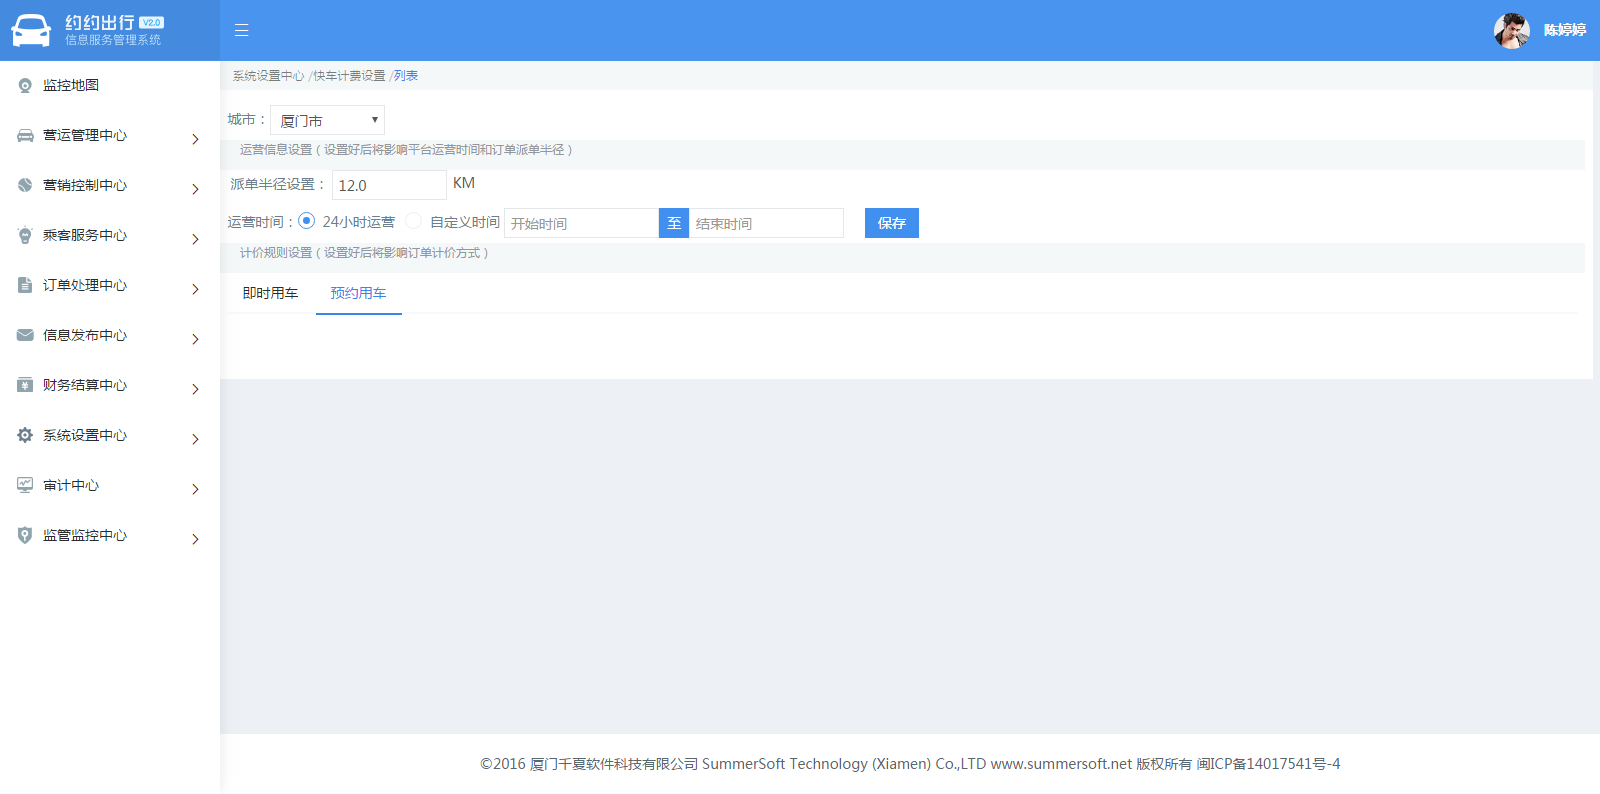 约约出行 V2.0
信息服务管理系统
陈婷婷
监控地图
营运管理中心
营销控制中心
乘客服务中心
订单处理中心
信息发布中心
财务结算中心
系统设置中心
审计中心
监管监控中心
系统设置中心 /快车计费设置 /列表
城市： 厦门市
运营信息设置（设置好后将影响平台运营时间和订单派单半径）
派单半径设置： 12.0 KM
运营时间： 24小时运营 自定义时间 开始时间 至 结束时间 保存
计价规则设置（设置好后将影响订单计价方式）
即时用车 预约用车
©2016 厦门千夏软件科技有限公司 SummerSoft Technology (Xiamen) Co.,LTD www.summersoft.net 版权所有 闽ICP备14017541号-4